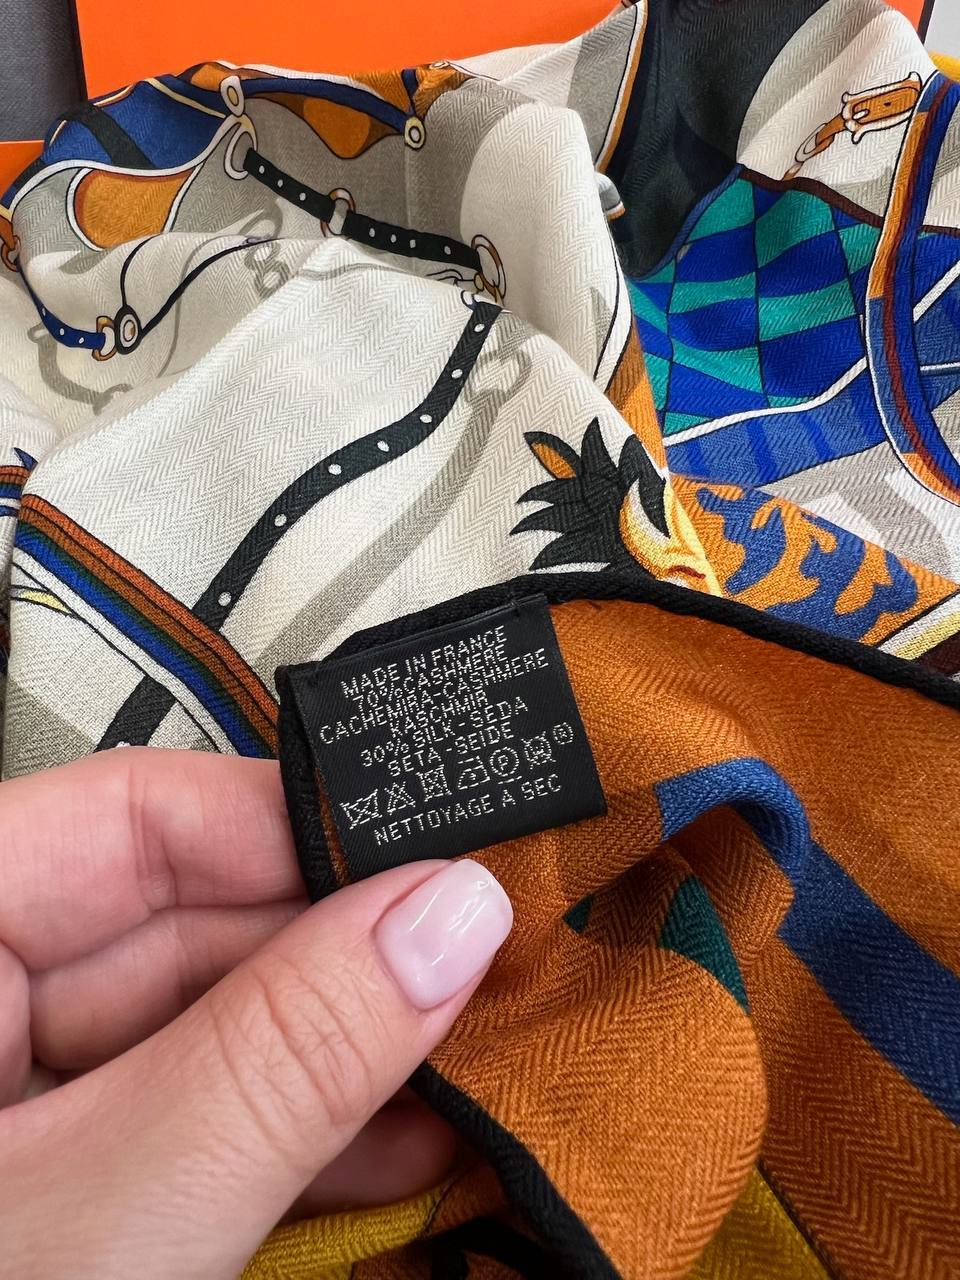 MADE IN FRANCE
70% CASHMERE
CACHEMIRA-CASHMERE
KASCHMIR
30% SILK-SEDA
SETA-SEIDE
P ®
NETTOYAGE A SEC